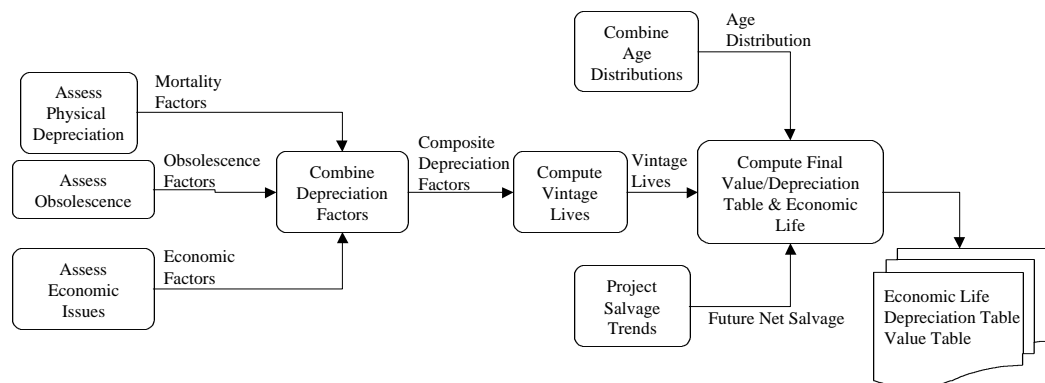 Combine
Age
Distributions
Age
Distribution
Assess
Physical
Depreciation
Mortality
Factors
Assess
Obsolescence
Obsolescence
Factors
Combine
Depreciation
Factors
Composite
Depreciation
Factors
Compute
Vintage
Lives
Vintage
Lives
Compute Final
Value/Depreciation
Table & Economic
Life
Assess
Economic
Issues
Economic
Factors
Project
Salvage
Trends
Future Net Salvage
Economic Life
Depreciation Table
Value Table